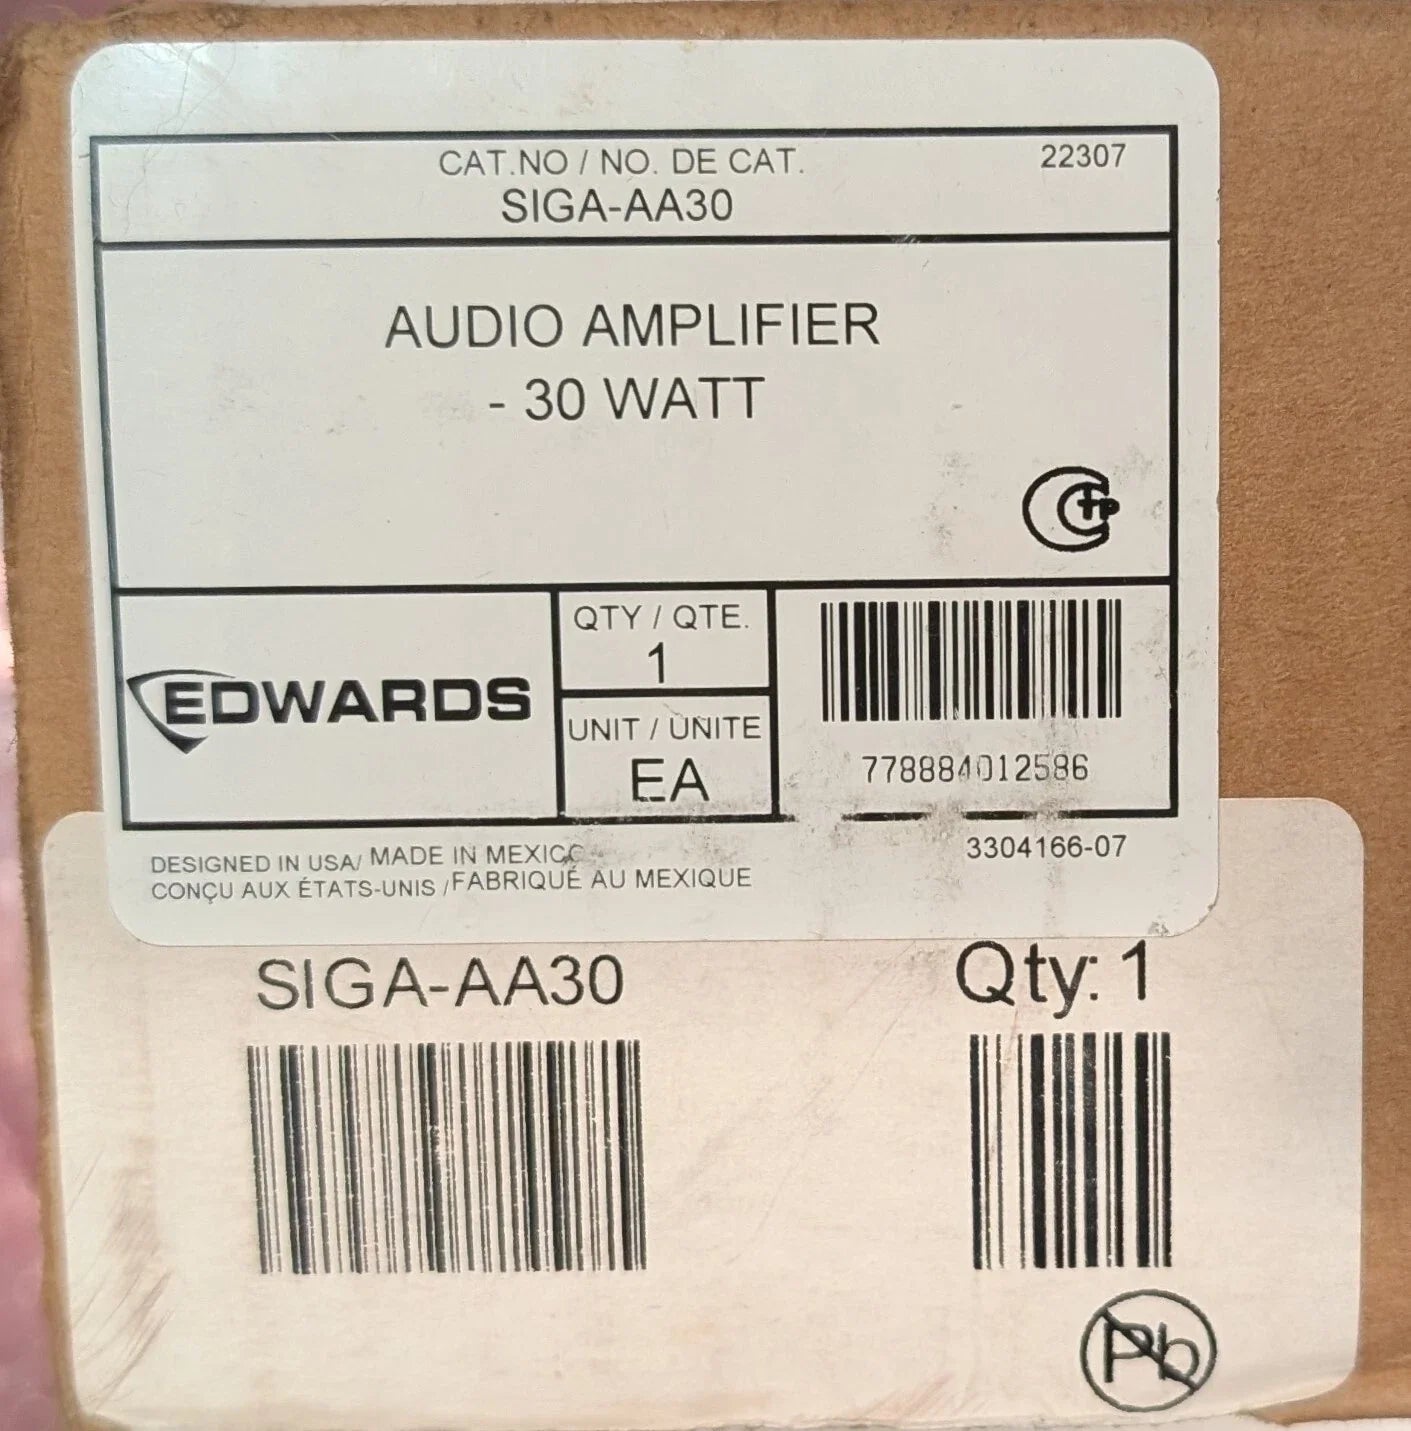 CAT.NO / NO. DE CAT.
22307
SIGA-AA30
AUDIO AMPLIFIER
- 30 WATT
EDWARDS
QTY / QTE.
1
UNIT / UNITE
EA
778884012586
3304166-07
DESIGNED IN USA/ MADE IN MEXICO
CONÇU AUX ÉTATS-UNIS / FABRIQUÉ AU MEXIQUE
SIGA-AA30
Qty: 1
Pb